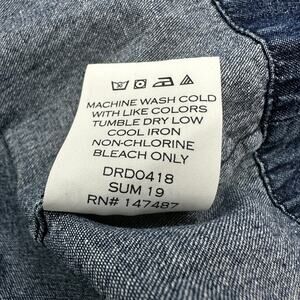 MACHINE WASH COLD
WITH LIKE COLORS
TUMBLE DRY LOW
COOL IRON
NON-CHLORINE
BLEACH ONLY
DRD0418
SUM 19
RN# 147487